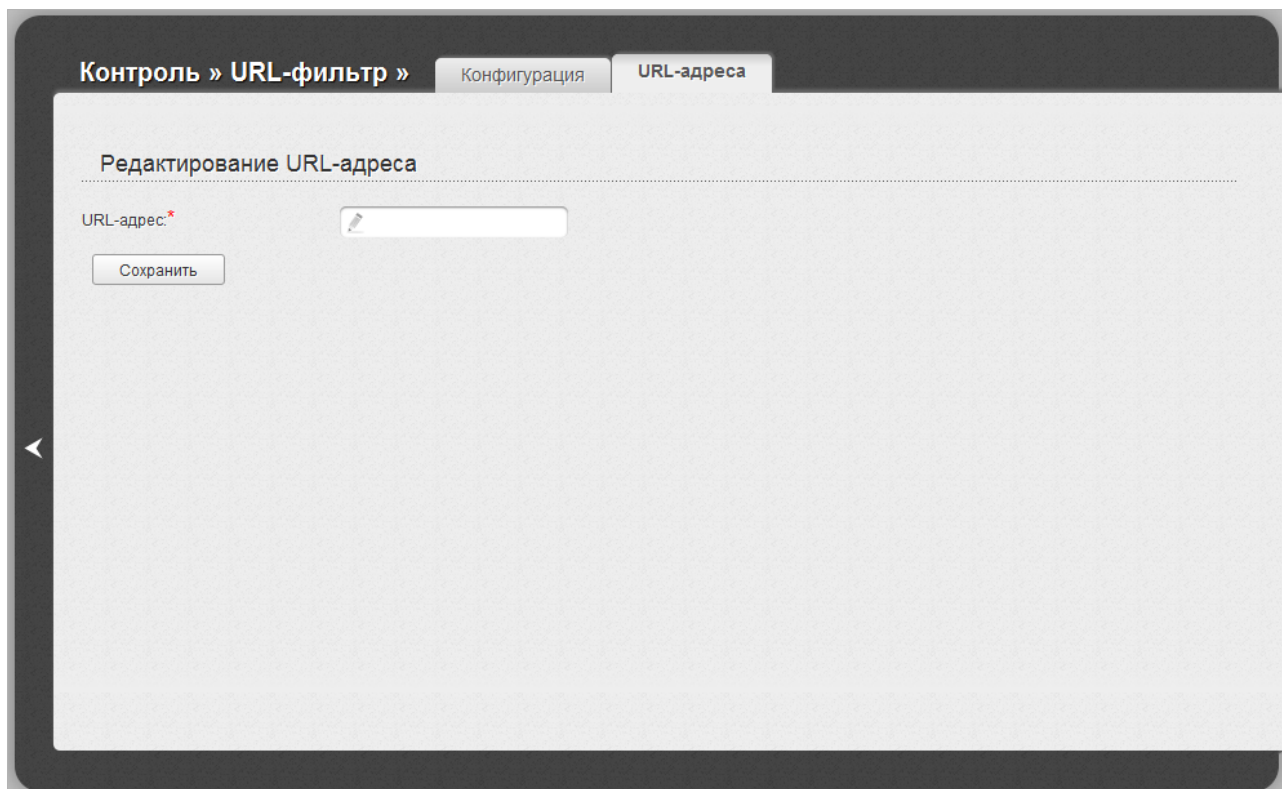 Контроль » URL-фильтр » Конфигурация URL-адреса
Редактирование URL-адреса
URL-адрес:*
Сохранить